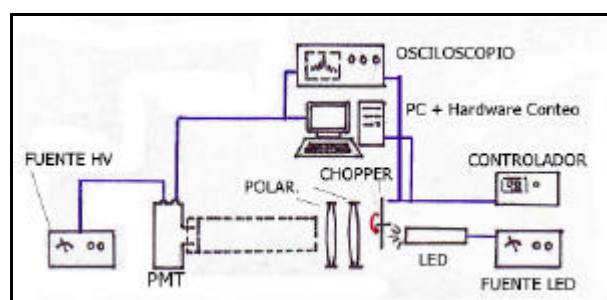 OSCILOSCOPIO
PC + Hardware Conteo
FUENTE HV
CHOPPER
CONTROLADOR
POLAR.
PMT
LED
FUENTE LED